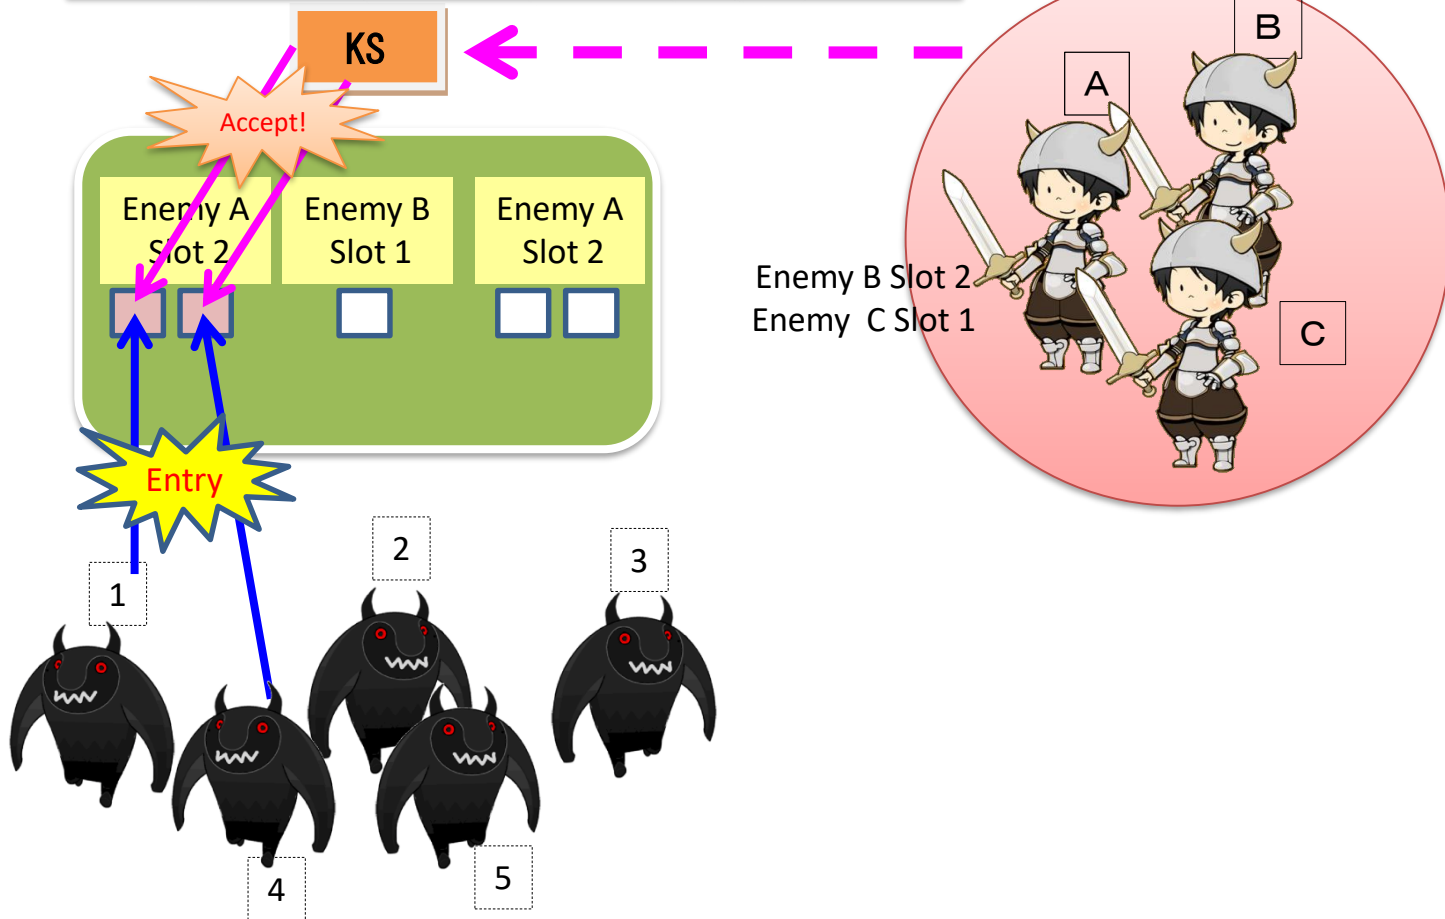 KS
B
A
Accept!
Enemy A
Slot 2
Enemy B
Slot 1
Enemy A
Slot 2
Enemy B Slot 2
Enemy C Slot 1
C
Entry
1
2
3
4
5